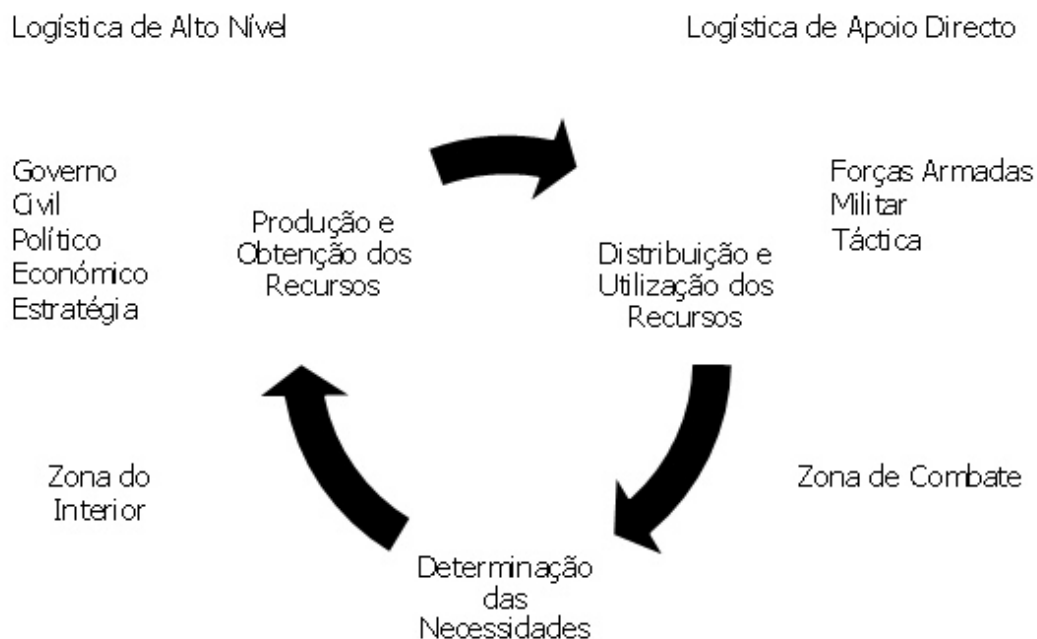 Logística de Alto Nível
Logística de Apoio Directo
Governo
Civil
Político
Económico
Estratégia
Produção e
Obtenção dos
Recursos
Distribuição e
Utilização dos
Recursos
Forças Armadas
Militar
Táctica
Zona do
Interior
Zona de Combate
Determinação
das
Necessidades